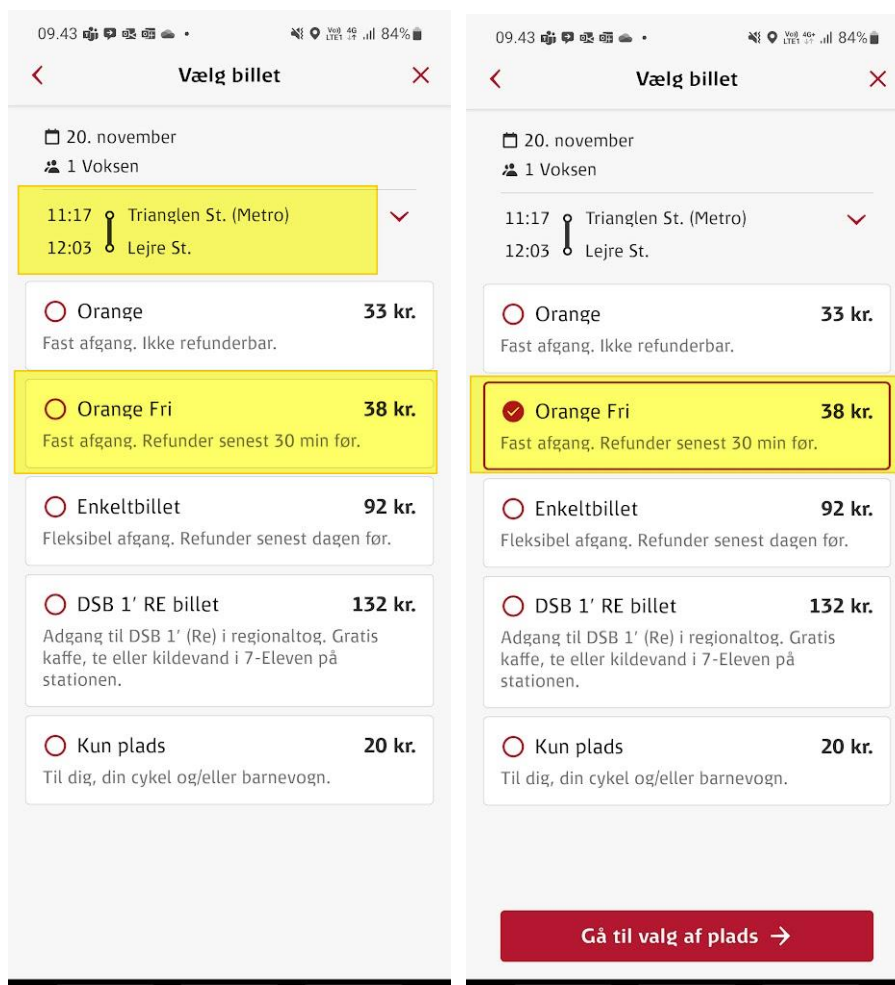 09.43
84%
Vælg billet
20. november
1 Voksen
11:17 Trianglen St. (Metro)
12:03 Lejre St.
Orange 33 kr.
Fast afgang. Ikke refunderbar.
Orange Fri 38 kr.
Fast afgang. Refunder senest 30 min før.
Enkeltbillet 92 kr.
Fleksibel afgang. Refunder senest dagen før.
DSB 1' RE billet 132 kr.
Adgang til DSB 1' (Re) i regionaltog. Gratis
kaffe, te eller kildevand i 7-Eleven på
stationen.
Kun plads 20 kr.
Til dig, din cykel og/eller barnevogn.
09.43
84%
Vælg billet
20. november
1 Voksen
11:17 Trianglen St. (Metro)
12:03 Lejre St.
Orange 33 kr.
Fast afgang. Ikke refunderbar.
Orange Fri 38 kr.
Fast afgang. Refunder senest 30 min før.
Enkeltbillet 92 kr.
Fleksibel afgang. Refunder senest dagen før.
DSB 1' RE billet 132 kr.
Adgang til DSB 1' (Re) i regionaltog. Gratis
kaffe, te eller kildevand i 7-Eleven på
stationen.
Kun plads 20 kr.
Til dig, din cykel og/eller barnevogn.
Gå til valg af plads →